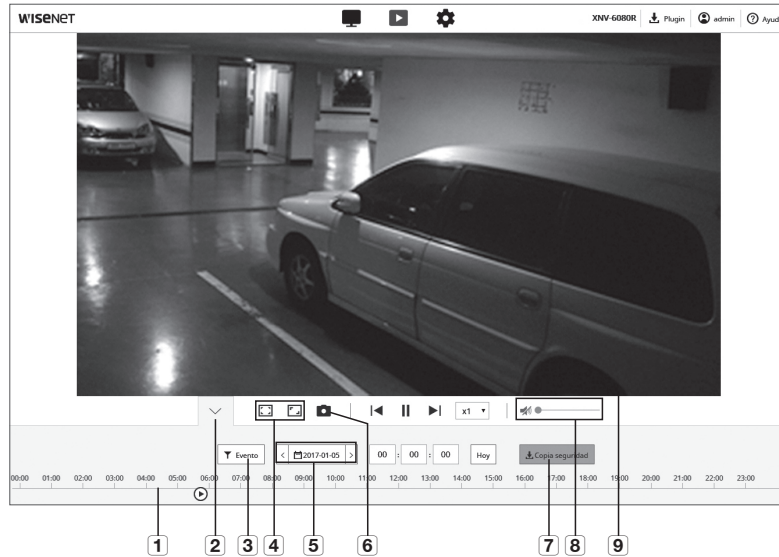 WISENET XNV-6080R Plugin admin ? Ayud
x1
Evento < 2017-01-05 > 00 : 00 : 00 Hoy Copia seguridad
00:00 01:00 02:00 03:00 04:00 05:00 06:00 07:00 08:00 09:00 10:00 11:00 12:00 13:00 14:00 15:00 16:00 17:00 18:00 19:00 20:00 21:00 22:00 23:00
1 2 3 4 5 6 7 8 9